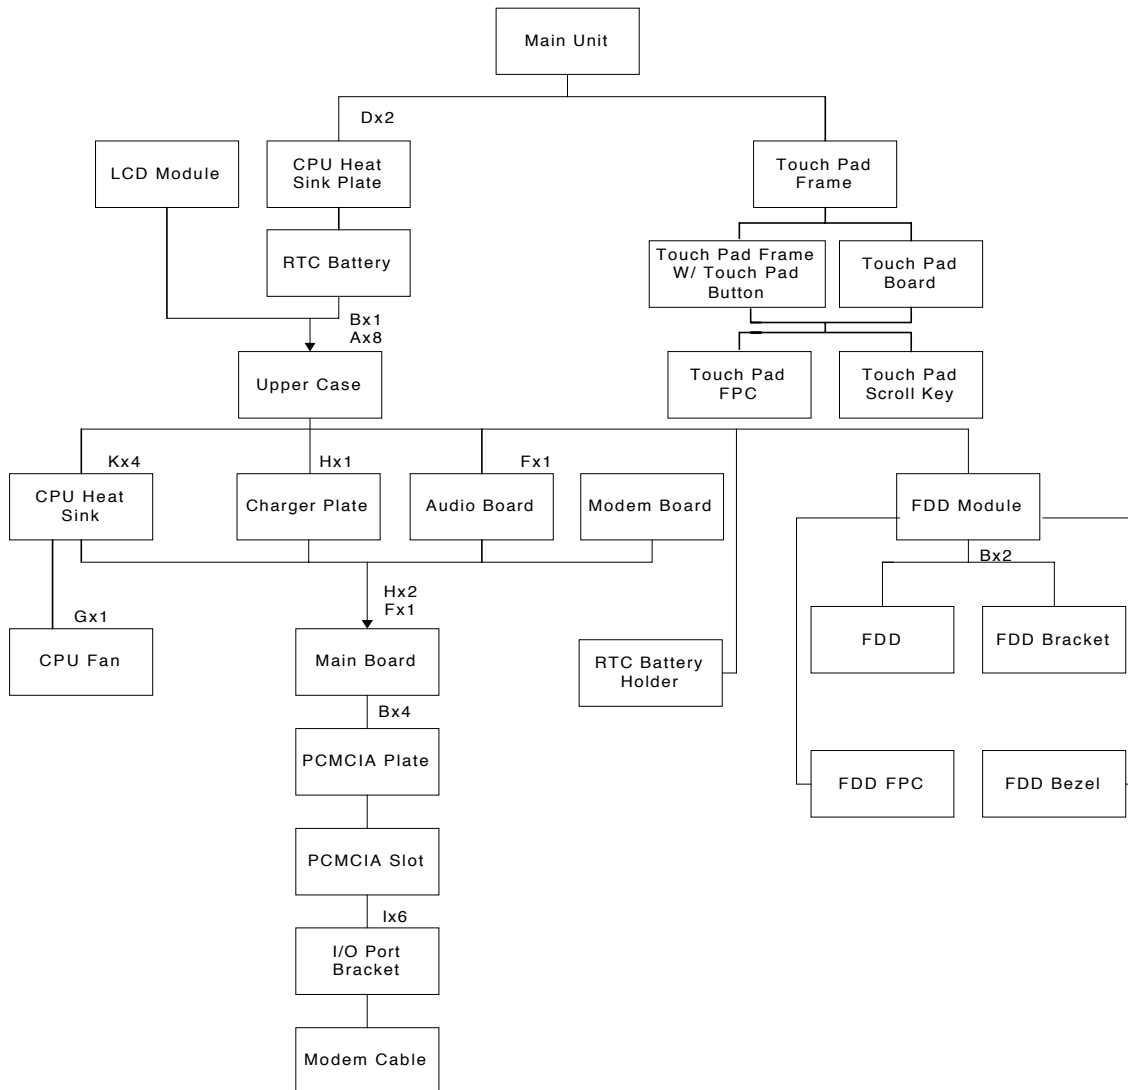 Main Unit
Dx2
LCD Module
CPU Heat
Sink Plate
Touch Pad
Frame
RTC Battery
Touch Pad Frame
W/ Touch Pad
Button
Touch Pad
Board
Bx1
Ax8
Upper Case
Touch Pad
FPC
Touch Pad
Scroll Key
Kx4
Hx1
Fx1
CPU Heat
Sink
Charger Plate
Audio Board
Modem Board
FDD Module
Bx2
Hx2
Fx1
Gx1
CPU Fan
Main Board
RTC Battery
Holder
FDD
FDD Bracket
Bx4
PCMCIA Plate
FDD FPC
FDD Bezel
PCMCIA Slot
Ix6
I/O Port
Bracket
Modem Cable